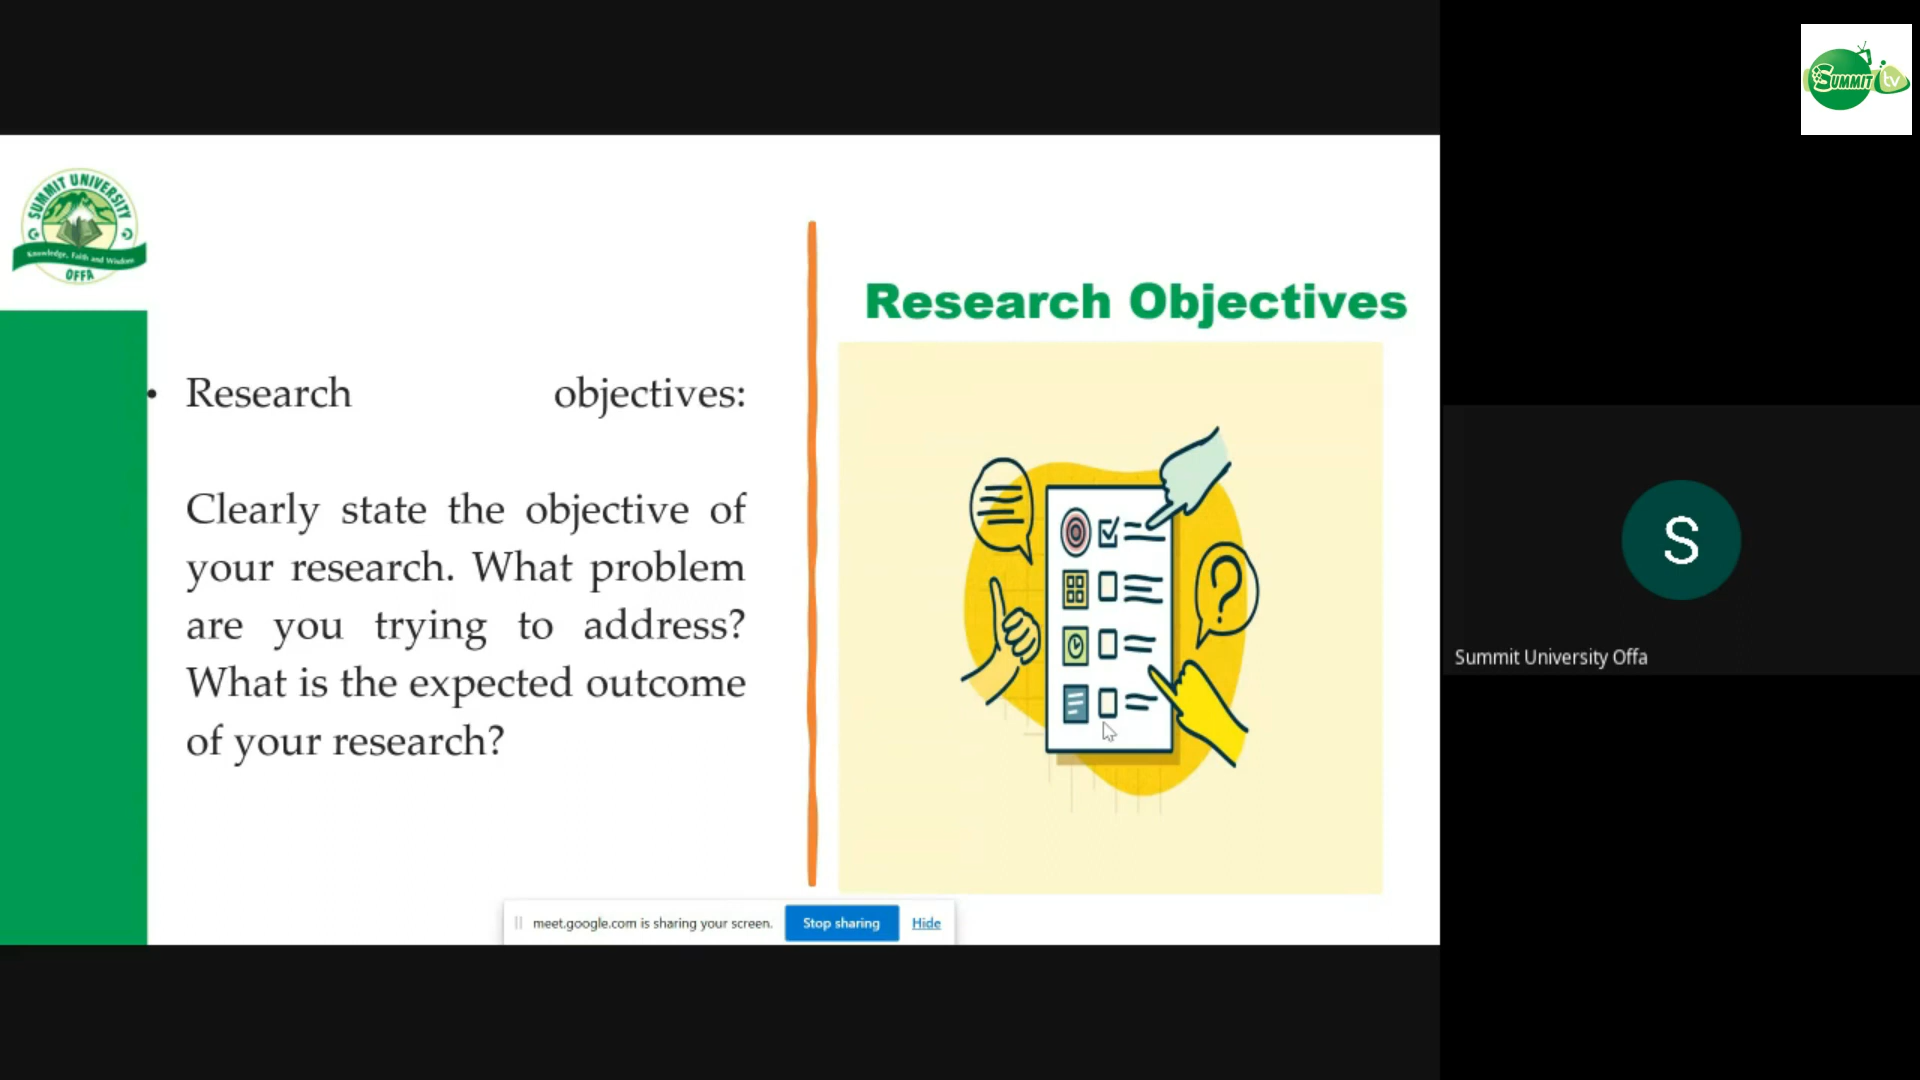 SUMMIT tv
SUMMIT UNIVERSITY
Knowledge, Faith and Wisdom
OFFA
Research Objectives
• Research objectives:
Clearly state the objective of
your research. What problem
are you trying to address?
What is the expected outcome
of your research?
S
Summit University Offa
meet.google.com is sharing your screen.
Stop sharing
Hide